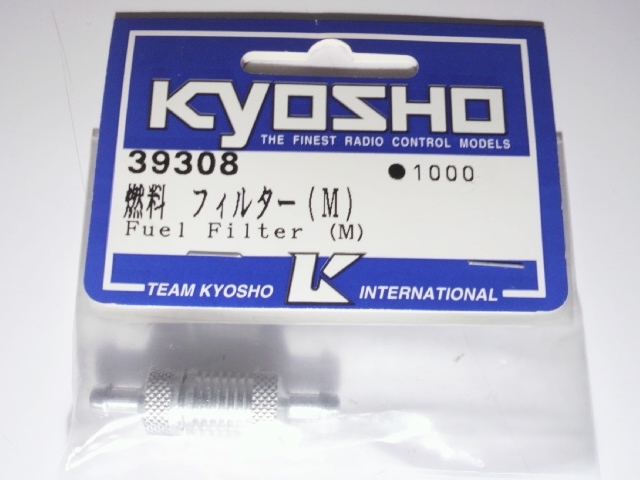 KYOSHO
THE FINEST RADIO CONTROL MODELS
39308 ●1000
燃料 フィルター(M)
Fuel Filter (M)
TEAM KYOSHO K INTERNATIONAL